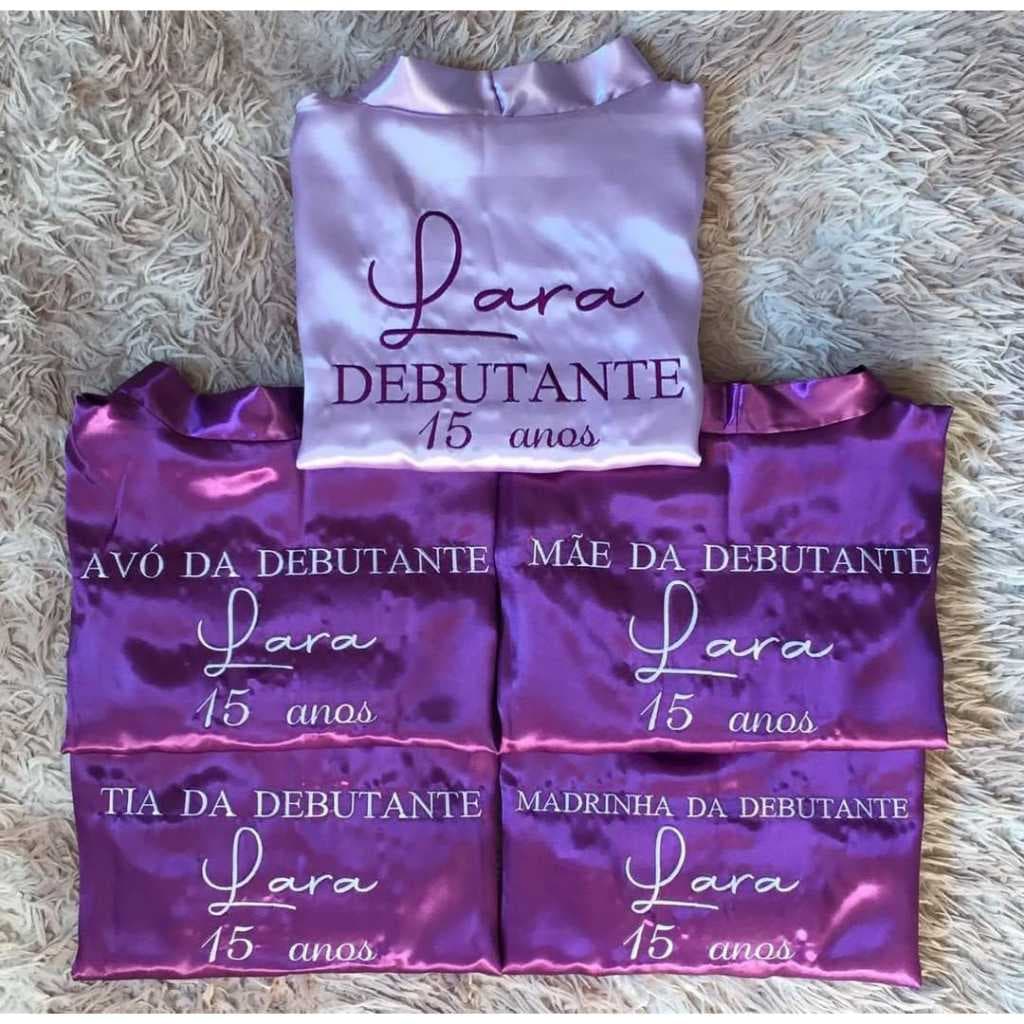 Lara
DEBUTANTE
15 anos
AVÓ DA DEBUTANTE
Lara
15 anos
MÃE DA DEBUTANTE
Lara
15 anos
TIA DA DEBUTANTE
Lara
15 anos
MADRINHA DA DEBUTANTE
Lara
15 anos